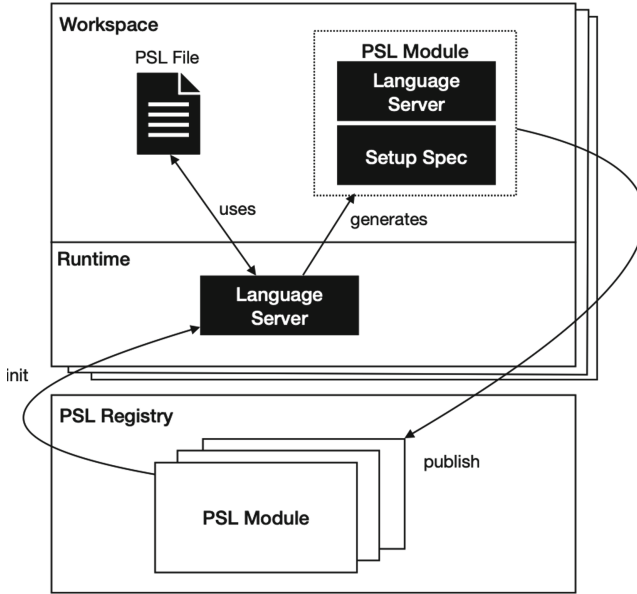 Workspace
PSL File
PSL Module
Language
Server
Setup Spec
uses
generates
Runtime
Language
Server
init
PSL Registry
publish
PSL Module